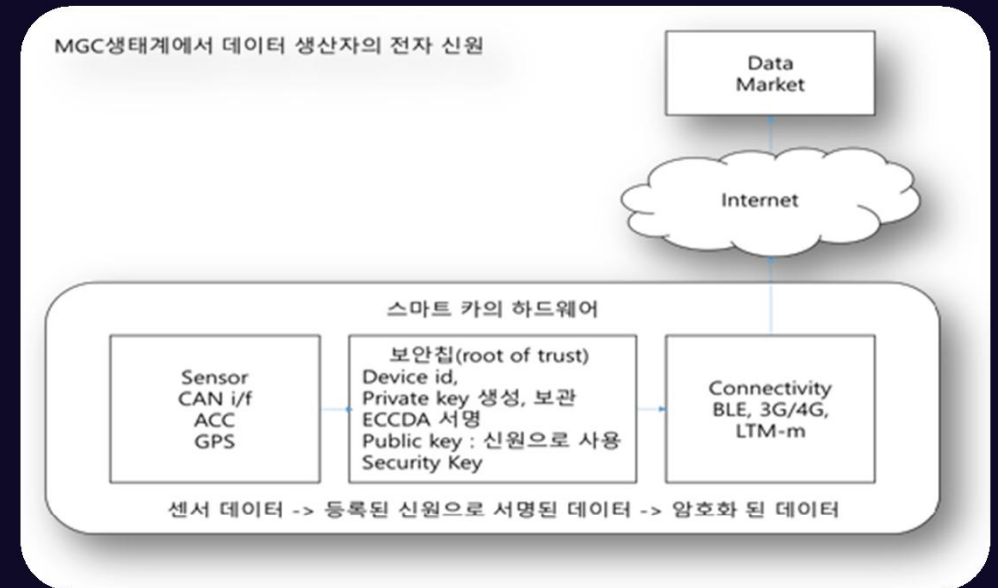 MGC생태계에서 데이터 생산자의 전자 신원
Data
Market
Internet
스마트 카의 하드웨어
Sensor
CAN i/f
ACC
GPS
보안칩(root of trust)
Device id,
Private key 생성, 보관
ECCDA 서명
Public key : 신원으로 사용
Security Key
Connectivity
BLE, 3G/4G,
LTM-m
센서 데이터 -> 등록된 신원으로 서명된 데이터 -> 암호화 된 데이터